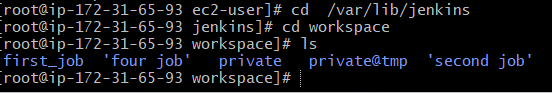 [root@ip-172-31-65-93 ec2-user]# cd  /var/lib/jenkins
[root@ip-172-31-65-93 jenkins]# cd workspace
[root@ip-172-31-65-93 workspace]# ls
first_job  'four job'   private   private@tmp  'second job'
[root@ip-172-31-65-93 workspace]#